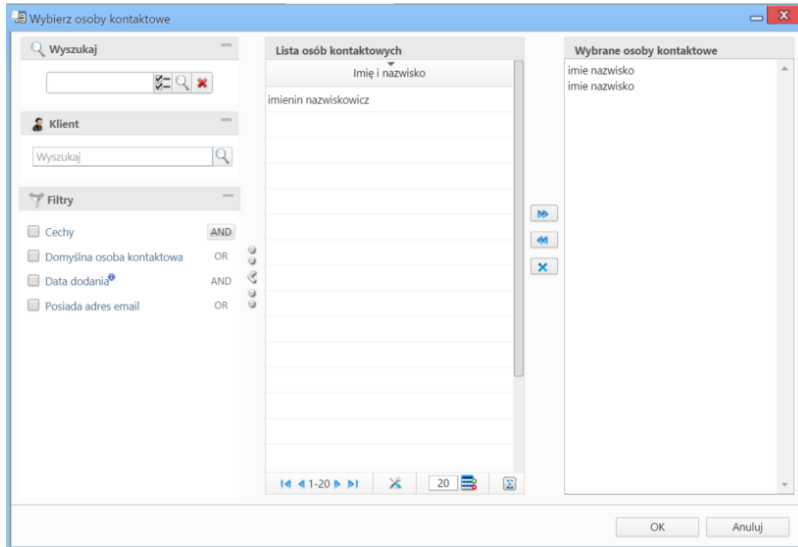 Wybierz osoby kontaktowe
Wyszukaj
Klient
Wyszukaj
Filtry
Cechy AND
Domyślna osoba kontaktowa OR
Data dodania AND
Posiada adres email OR
Lista osób kontaktowych
Imię i nazwisko
imienin nazwiskowicz
1-20
20
Wybrane osoby kontaktowe
imie nazwisko
imie nazwisko
OK Anuluj